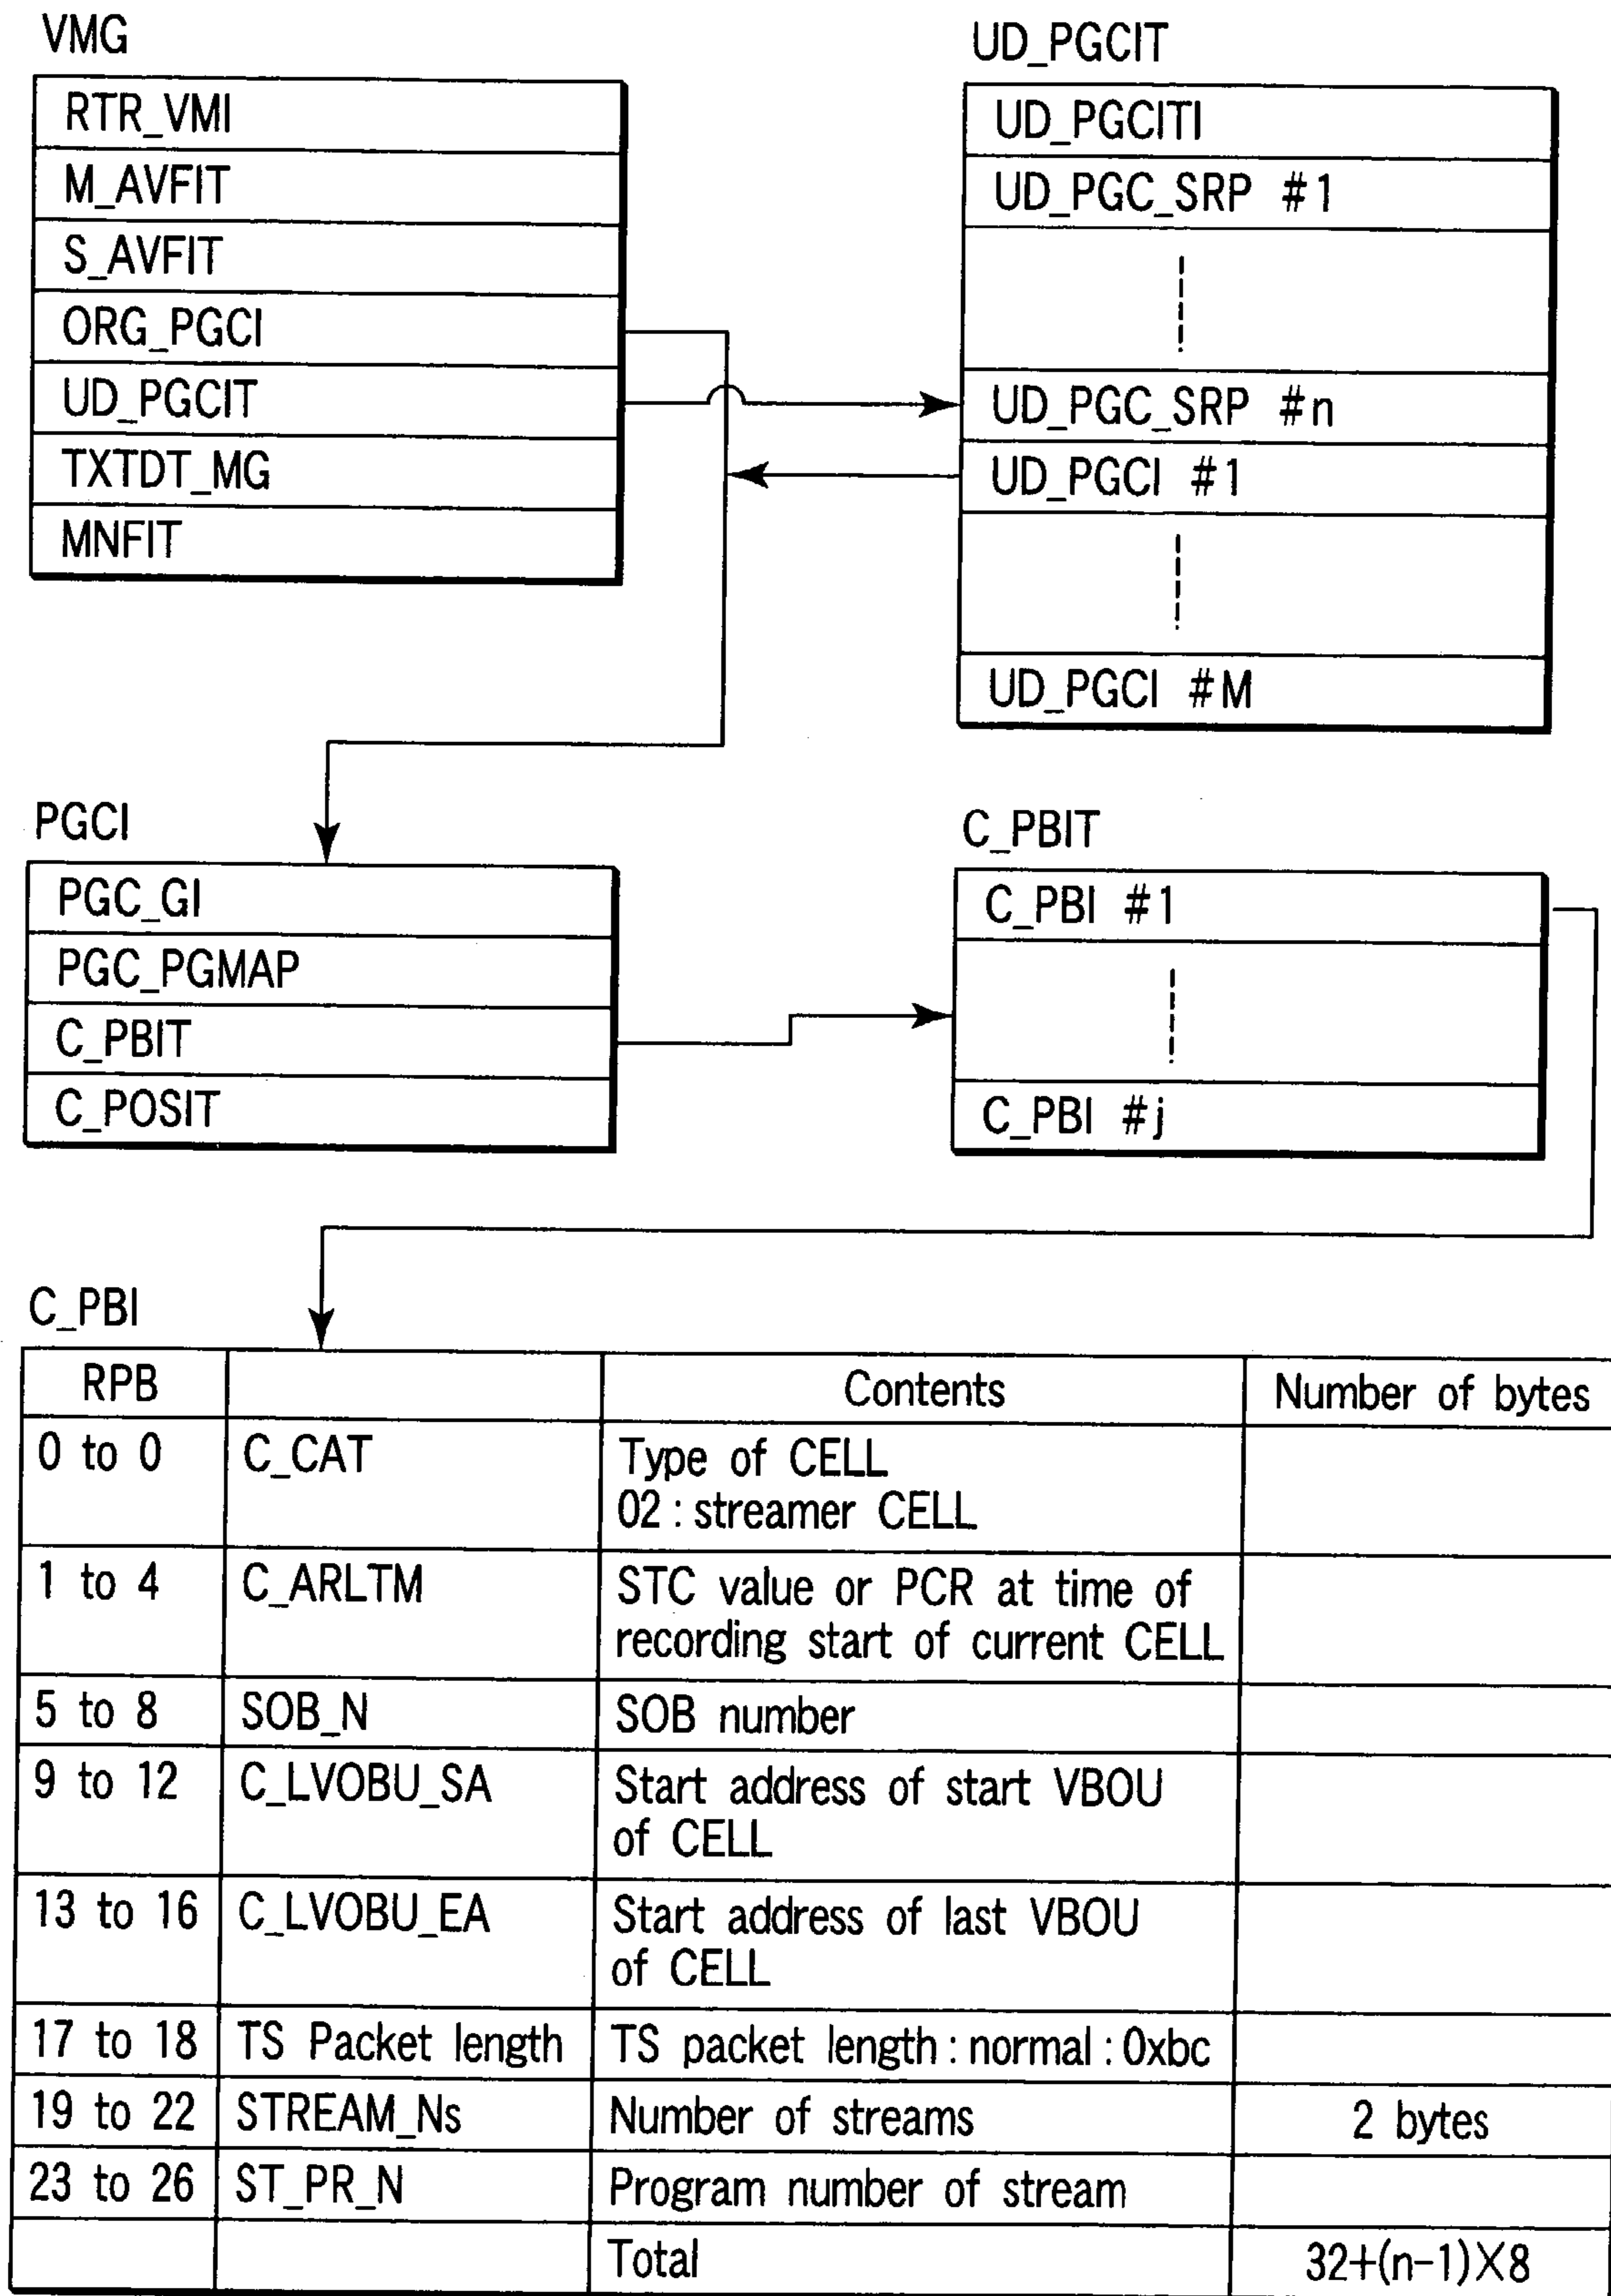 VMG
RTR_VMI
M_AVFIT
S_AVFIT
ORG_PGCI
UD_PGCIT
TXTDT_MG
MNFIT
UD_PGCIT
UD_PGCITI
UD_PGC_SRP #1
UD_PGC_SRP #n
UD_PGCI #1
UD_PGCI #M
PGCI
PGC_GI
PGC_PGMAP
C_PBIT
C_POSIT
C_PBIT
C_PBI #1
C_PBI #j
C_PBI
RPB Contents Number of bytes
0 to 0 C_CAT Type of CELL
02 : streamer CELL
1 to 4 C_ARLTM STC value or PCR at time of
recording start of current CELL
5 to 8 SOB_N SOB number
9 to 12 C_LVOBU_SA Start address of start VBOU
of CELL
13 to 16 C_LVOBU_EA Start address of last VBOU
of CELL
17 to 18 TS Packet length TS packet length : normal : 0xbc
19 to 22 STREAM_Ns Number of streams 2 bytes
23 to 26 ST_PR_N Program number of stream
Total 32+(n-1)X8